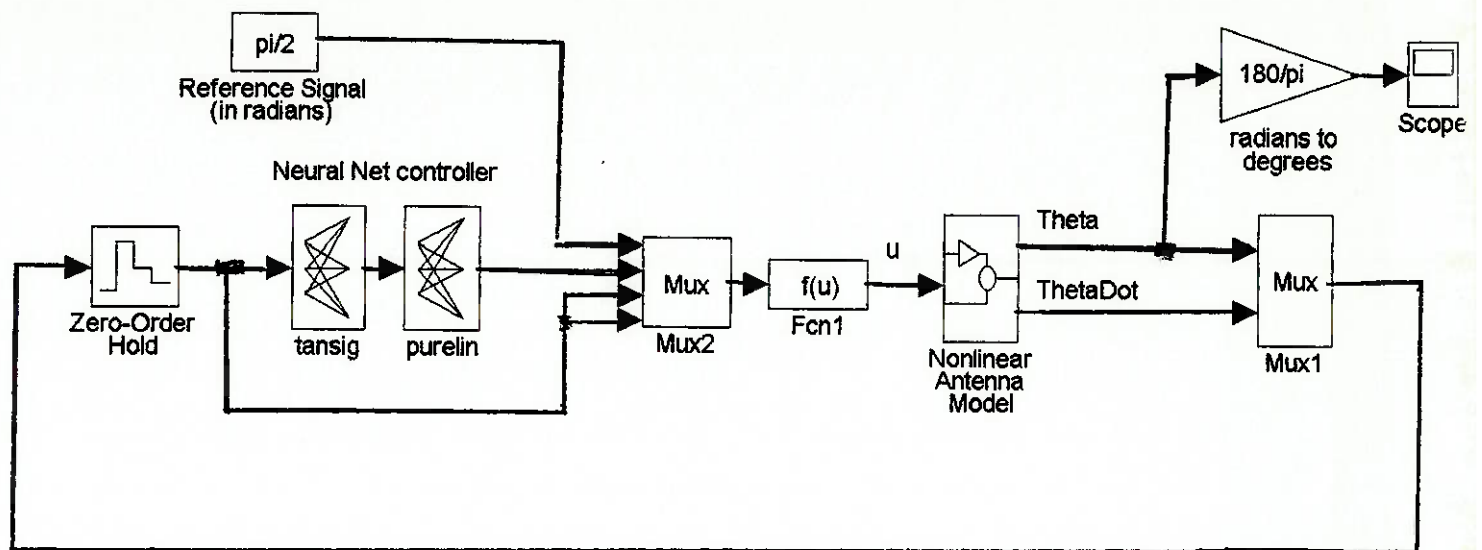 pi/2
Reference Signal
(in radians)
180/pi
radians to
degrees
Scope
Neural Net controller
Zero-Order
Hold
tansig
purelin
Mux
Mux2
f(u)
Fcn1
u
Nonlinear
Antenna
Model
Theta
ThetaDot
Mux
Mux1